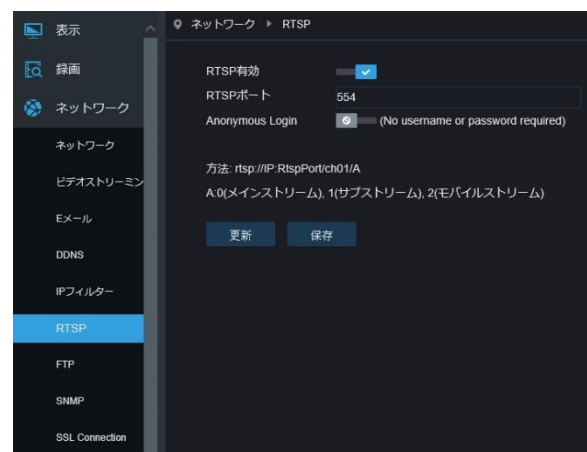 表示
録画
ネットワーク
ネットワーク
ビデオストリーミン
Eメール
DDNS
IPフィルター
RTSP
FTP
SNMP
SSL Connection
ネットワーク ▸ RTSP
RTSP有効
RTSPポート 554
Anonymous Login (No username or password required)
方法: rtsp://IP:RtspPort/ch01/A
A:0(メインストリーム), 1(サブストリーム), 2(モバイルストリーム)
更新 保存